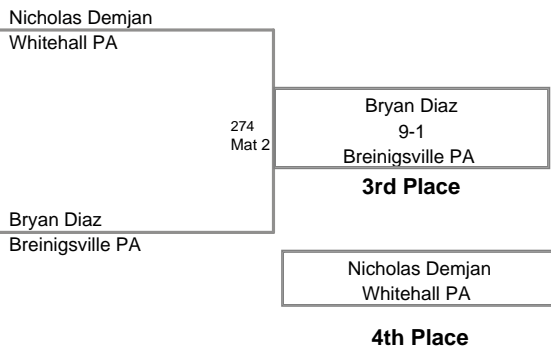 Nicholas Demjan
Whitehall PA
274
Mat 2
Bryan Diaz
9-1
Breinigsville PA
3rd Place
Bryan Diaz
Breinigsville PA
Nicholas Demjan
Whitehall PA
4th Place